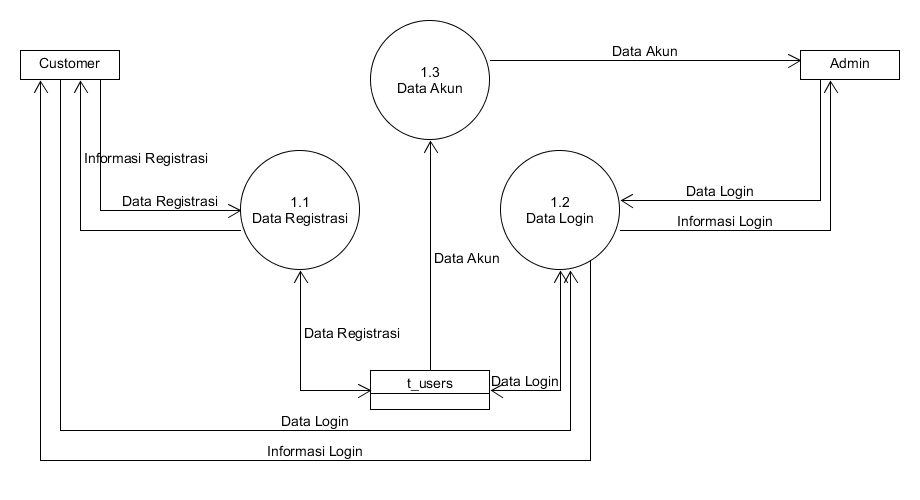 Customer
1.3
Data Akun
Data Akun
Admin
Informasi Registrasi
Data Registrasi
1.1
Data Registrasi
1.2
Data Login
Data Login
Informasi Login
Data Akun
Data Registrasi
t_users
Data Login
Data Login
Informasi Login